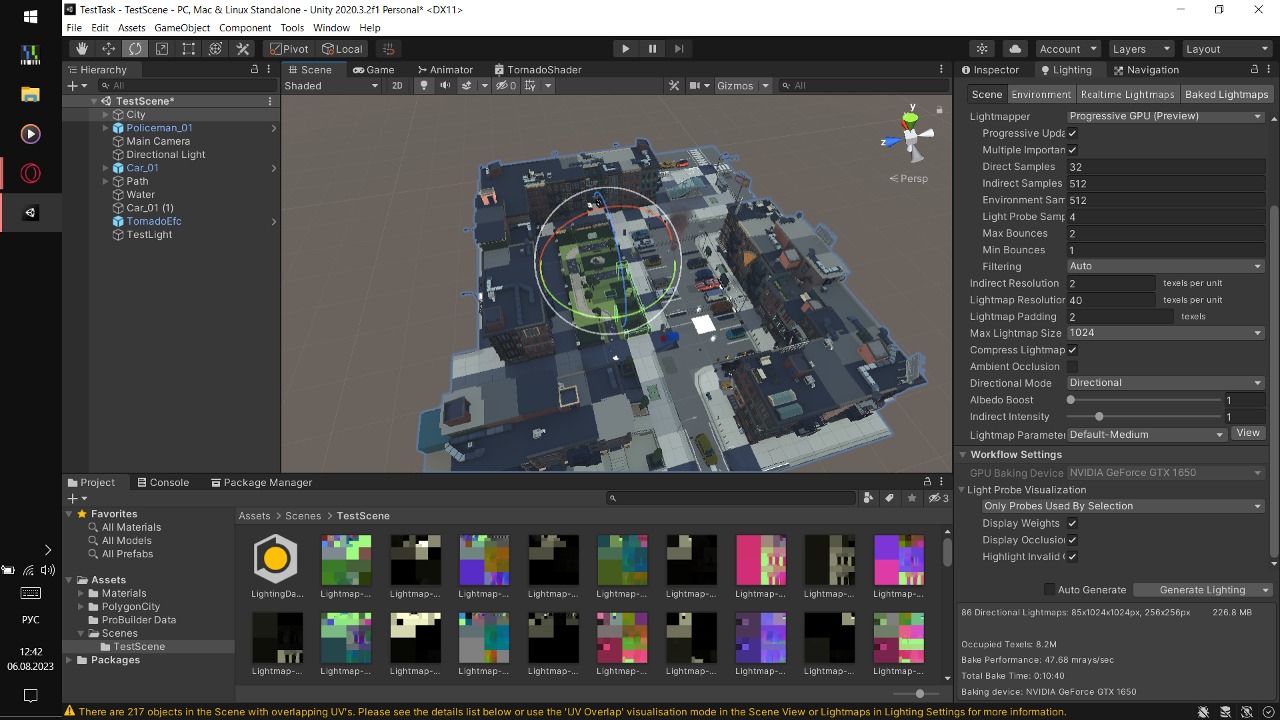 TestTask - TestScene - PC, Mac & Linux Standalone - Unity 2020.3.2f1 Personal* <DX11>
File Edit Assets GameObject Component Tools Window Help
Pivot Local Account Layers Layout
Hierarchy
All
TestScene*
City
Policeman_01
Main Camera
Directional Light
Car_01
Path
Water
Car_01 (1)
TornadoEfc
TestLight
Scene Game Animator TornadoShader
Shaded 2D 0 Gizmos All
y
z
Persp
Inspector Lighting Navigation
Scene Environment Realtime Lightmaps Baked Lightmaps
Lightmapper Progressive GPU (Preview)
Progressive Upda
Multiple Importan
Direct Samples 32
Indirect Samples 512
Environment Sam 512
Light Probe Samp 4
Max Bounces 2
Min Bounces 1
Filtering Auto
Indirect Resolution 2 texels per unit
Lightmap Resolution 40 texels per unit
Lightmap Padding 2 texels
Max Lightmap Size 1024
Compress Lightmap
Ambient Occlusion
Directional Mode Directional
Albedo Boost 1
Indirect Intensity 1
Lightmap Parameter Default-Medium View
Workflow Settings
GPU Baking Device NVIDIA GeForce GTX 1650
Light Probe Visualization
Only Probes Used By Selection
Display Weights
Display Occlusio
Highlight Invalid
Auto Generate Generate Lighting
86 Directional Lightmaps: 85x1024x1024px, 256x256px 226.8 MB
Occupied Texels: 8.2M
Bake Performance: 47.68 mrays/sec
Total Bake Time: 0:10:40
Baking device: NVIDIA GeForce GTX 1650
Project Console Package Manager
3
Favorites
All Materials
All Models
All Prefabs
Assets
Materials
PolygonCity
ProBuilder Data
Scenes
TestScene
Packages
Assets > Scenes > TestScene
LightingDa... Lightmap-... Lightmap-... Lightmap-... Lightmap-... Lightmap-... Lightmap-... Lightmap-... Lightmap-... Lightmap-...
Lightmap-... Lightmap-... Lightmap-... Lightmap-... Lightmap-... Lightmap-... Lightmap-... Lightmap-... Lightmap-... Lightmap-...
There are 217 objects in the Scene with overlapping UV's. Please see the details list below or use the 'UV Overlap' visualisation mode in the Scene View or Lightmaps in Lighting Settings for more information.
РУС
12:42
06.08.2023